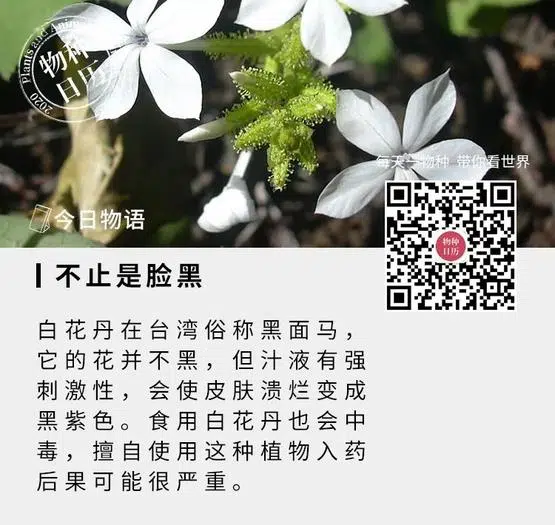 Plants and Anim
物种
日历
2020
每天一物种 带你看世界
物种
日历
今日物语
不止是脸黑
白花丹在台湾俗称黑面马，
它的花并不黑，但汁液有强
刺激性，会使皮肤溃烂变成
黑紫色。食用白花丹也会中
毒，擅自使用这种植物入药
后果可能很严重。